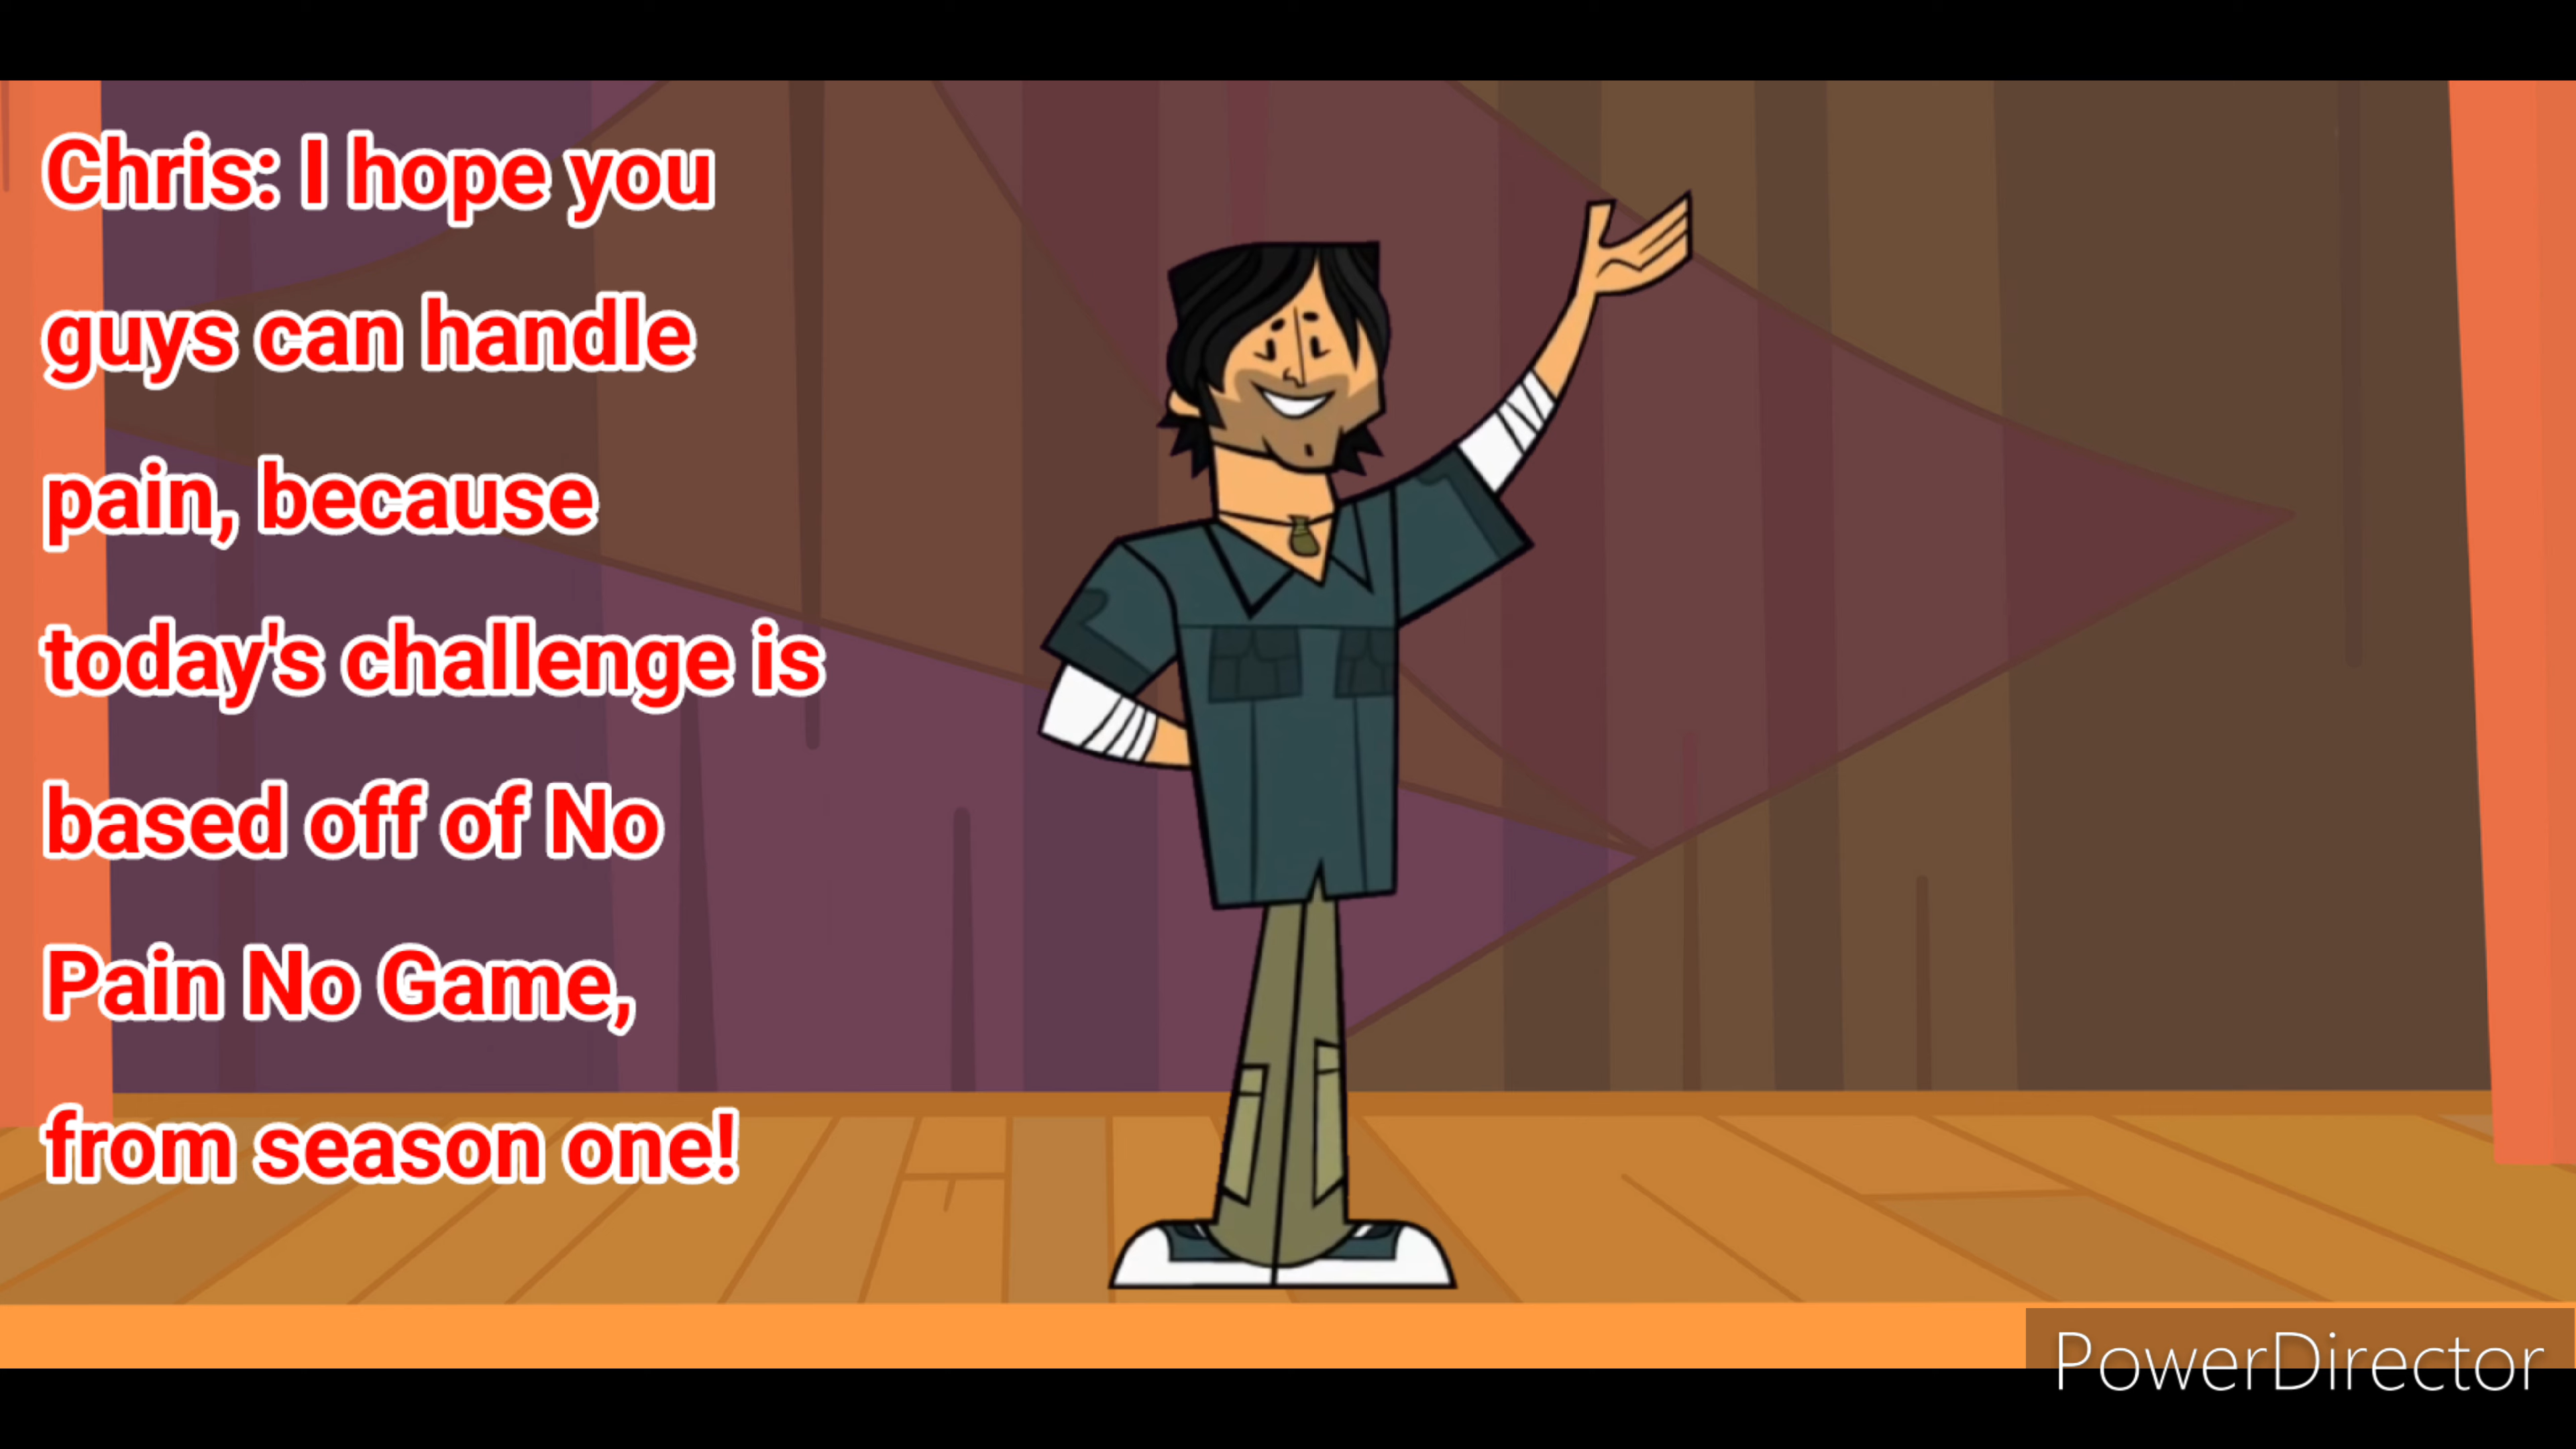 Chris: I hope you
guys can handle
pain, because
today's challenge is
based off of No
Pain No Game,
from season one!
PowerDirector